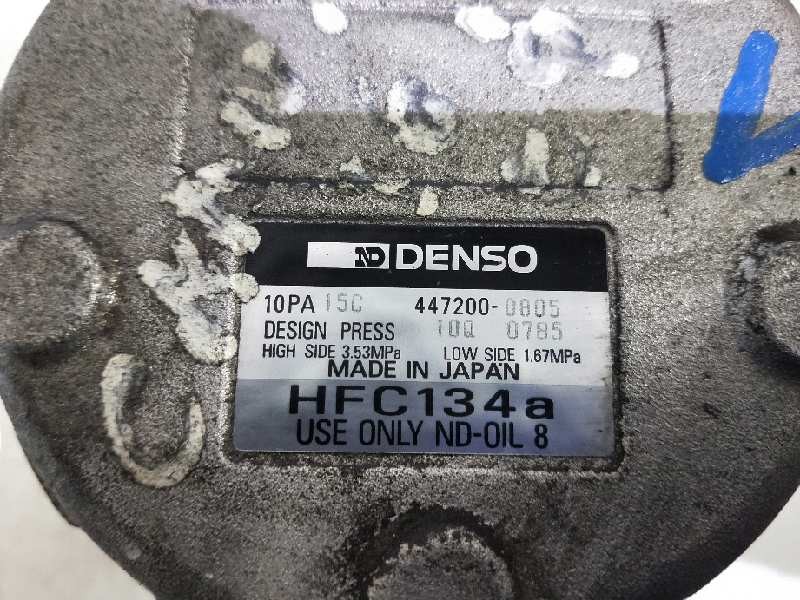 ND DENSO
10PA 15C 447200-0805
DESIGN PRESS 10Q 0785
HIGH SIDE 3.53MPa LOW SIDE 1.67MPa
MADE IN JAPAN
HFC134a
USE ONLY ND-OIL 8